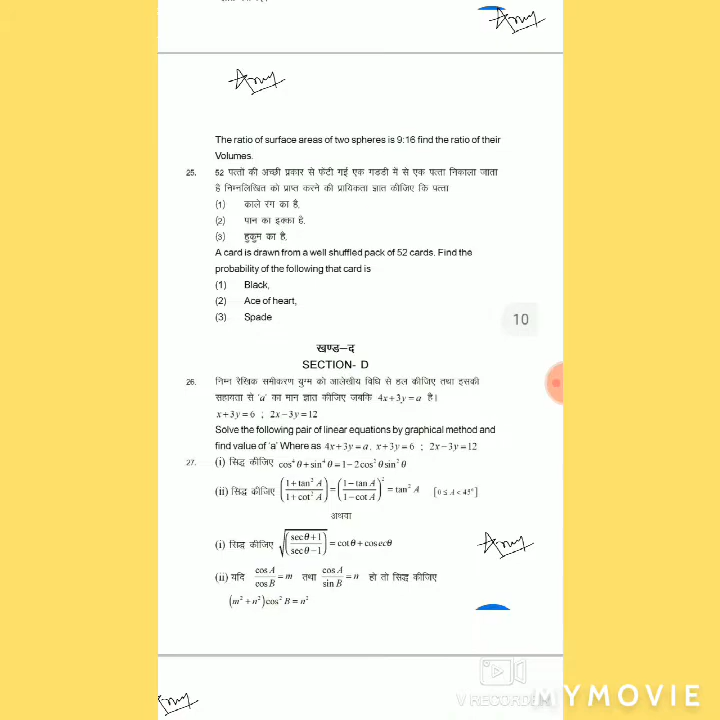 Amy
Amy
The ratio of surface areas of two spheres is 9:16 find the ratio of their
Volumes.
25. 52 पत्तों की अच्छी प्रकार से फेटी गई एक गडडी में से एक पत्ता निकाला जाता
है निम्नलिखित को प्राप्त करने की प्रायिकता ज्ञात कीजिए कि पत्ता
(1) काले रग का है,
(2) पान का इक्का है.
(3) हुकुम का है.
A card is drawn from a well shuffled pack of 52 cards. Find the
probability of the following that card is
(1) Black,
(2) Ace of heart,
(3) Spade
10
खण्ड–द
SECTION- D
26. निम्न रेखिक समीकरण युग्म को आलेखीय विधि से हल कीजिए तथा इसकी
सहायता से 'a' का मान ज्ञात कीजिए जबकि 4x+3y=a है।
x+3y=6 ; 2x−3y=12
Solve the following pair of linear equations by graphical method and
find value of 'a' Where as 4x+3y=a, x+3y=6 ; 2x−3y=12
27. (i) सिद्ध कीजिए cos⁴θ+sin⁴θ=1−2cos²θsin²θ
(ii) सिद्ध कीजिए ((1+tan²A)/(1+cot²A))=((1−tanA)/(1−cotA))²=tan²A [0≤A<45°]
अथवा
(i) सिद्ध कीजिए √((secθ+1)/(secθ−1))=cotθ+cosecθ
Amy
(ii) यदि cosA/cosB=m तथा cosA/sinB=n हो तो सिद्ध कीजिए
(m²+n²)cos²B=n²
Amy
V RECORDER
MYMOVIE